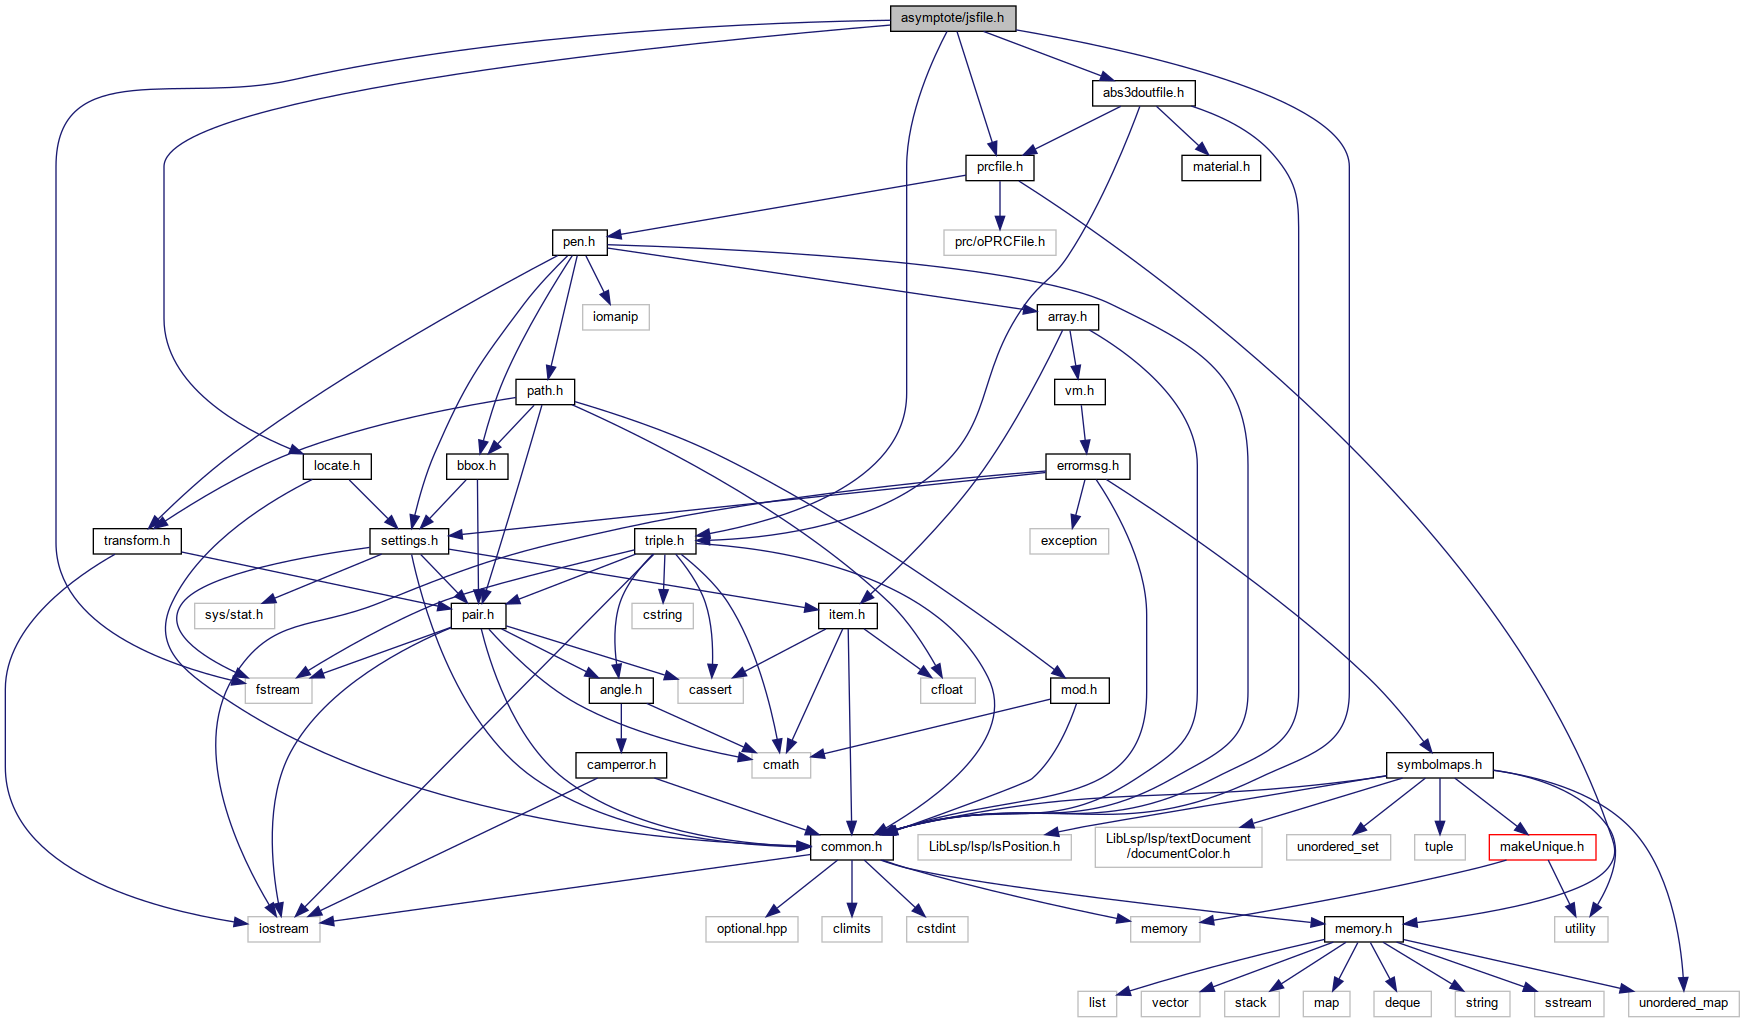 asymptote/jsfile.h
abs3doutfile.h
prcfile.h
material.h
pen.h
prc/oPRCFile.h
iomanip
array.h
path.h
vm.h
locate.h
bbox.h
errormsg.h
transform.h
settings.h
triple.h
exception
sys/stat.h
pair.h
cstring
item.h
fstream
angle.h
cassert
cfloat
mod.h
camperror.h
cmath
symbolmaps.h
common.h
LibLsp/lsp/lsPosition.h
LibLsp/lsp/textDocument
/documentColor.h
unordered_set
tuple
makeUnique.h
iostream
optional.hpp
climits
cstdint
memory
memory.h
utility
list
vector
stack
map
deque
string
sstream
unordered_map